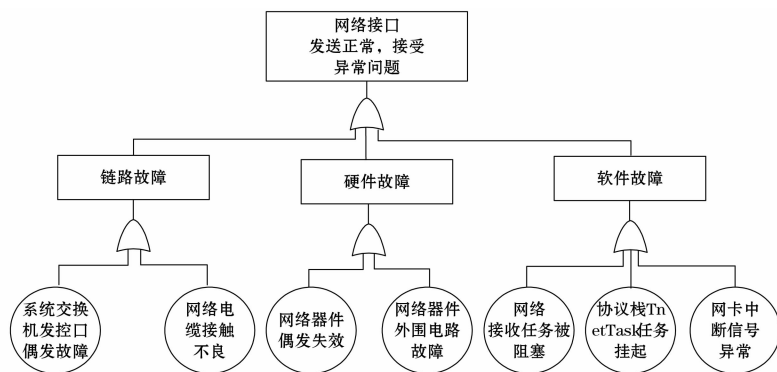 网络接口
发送正常，接受
异常问题
链路故障
硬件故障
软件故障
系统交换
机发控口
偶发故障
网络电
缆接触
不良
网络器件
偶发失效
网络器件
外围电路
故障
网络
接收任务被
阻塞
协议栈Tn
etTask任务
挂起
网卡中
断信号
异常